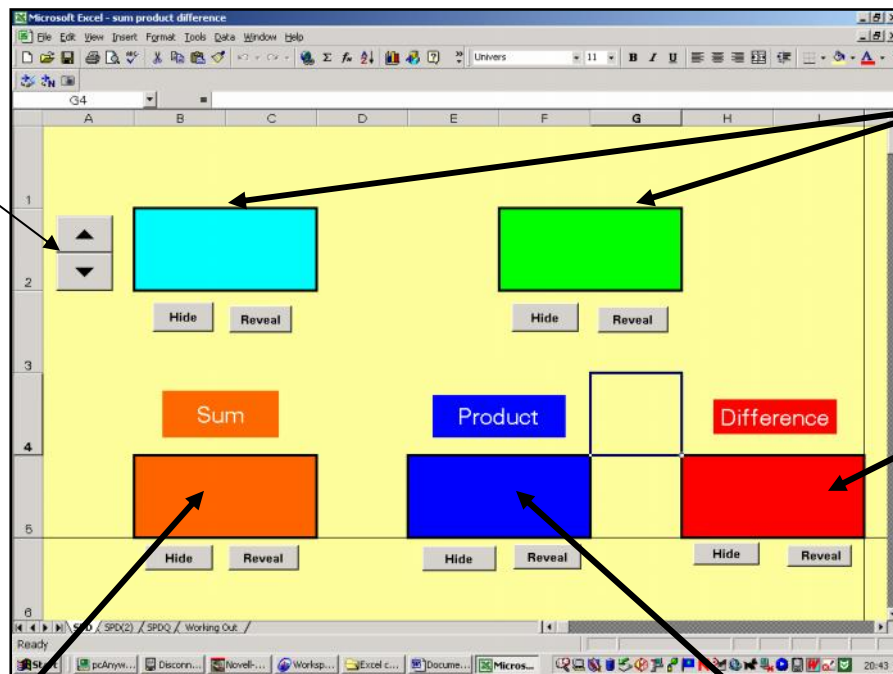 Microsoft Excel - sum product difference
File Edit View Insert Format Tools Data Window Help
Univers 11 B I U
G4 =
A B C D E F G H I
1
2
Hide Reveal Hide Reveal
3
Sum Product Difference
4
5
Hide Reveal Hide Reveal Hide Reveal
6
SPD / SPD(2) / SPDQ / Working Out /
Ready
Start pcAnyw... Disconn... Novell-... Worksp... Excel c... Docume... Micros... 20:43